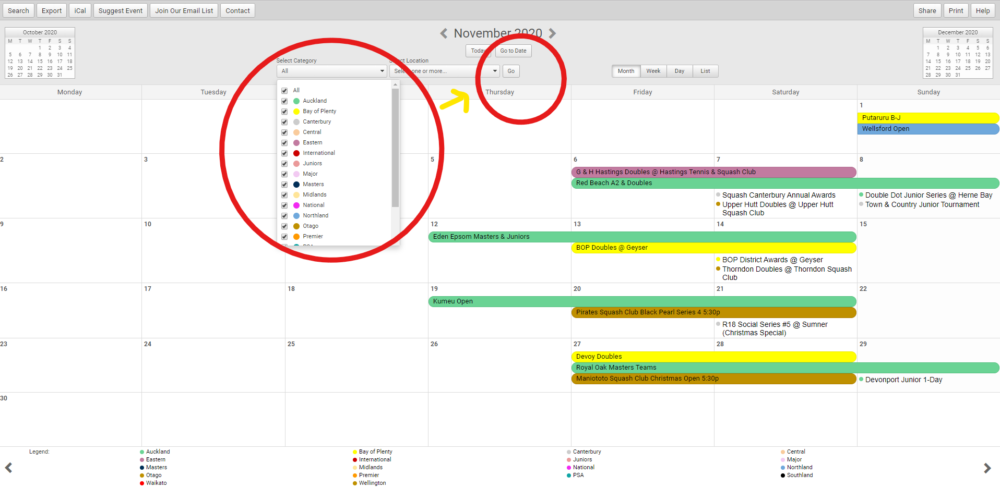 Search Export iCal Suggest Event Join Our Email List Contact Share Print Help
October 2020
M T W T F S S
1 2 3 4
5 6 7 8 9 10 11
12 13 14 15 16 17 18
19 20 21 22 23 24 25
26 27 28 29 30 31
November 2020
Today Go to Date
Select Category Select Location
All Select one or more... Go
Month Week Day List
December 2020
M T W T F S S
1 2 3 4 5 6
7 8 9 10 11 12 13
14 15 16 17 18 19 20
21 22 23 24 25 26 27
28 29 30 31
All
Auckland
Bay of Plenty
Canterbury
Central
Eastern
International
Juniors
Major
Masters
Midlands
National
Northland
Otago
Premier
PSA
Monday Tuesday Thursday Friday Saturday Sunday
1
Putaruru B-J
Wellsford Open
2 3 5 6 7 8
G & H Hastings Doubles @ Hastings Tennis & Squash Club
Red Beach A2 & Doubles
Squash Canterbury Annual Awards
Upper Hutt Doubles @ Upper Hutt
Squash Club
Double Dot Junior Series @ Herne Bay
Town & Country Junior Tournament
9 10 12 13 14 15
Eden Epsom Masters & Juniors
BOP Doubles @ Geyser
BOP District Awards @ Geyser
Thorndon Doubles @ Thorndon Squash
Club
16 17 18 19 20 21 22
Kumeu Open
Pirates Squash Club Black Pearl Series 4 5:30p
R18 Social Series #5 @ Sumner
(Christmas Special)
23 24 25 26 27 28 29
Devoy Doubles
Royal Oak Masters Teams
Maniototo Squash Club Christmas Open 5:30p
Devonport Junior 1-Day
30
Legend: Auckland Bay of Plenty Canterbury Central
Eastern International Juniors Major
Masters Midlands National Northland
Otago Premier PSA Southland
Waikato Wellington